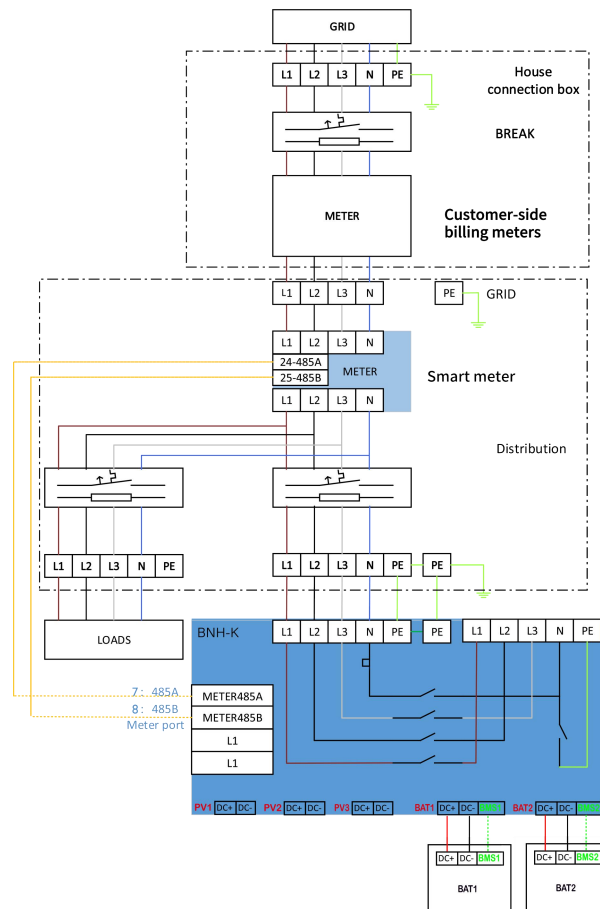 GRID
L1 L2 L3 N PE
House
connection box
BREAK
METER
Customer-side
billing meters
L1 L2 L3 N
PE
GRID
L1 L2 L3 N
24-485A
25-485B
METER
Smart meter
L1 L2 L3 N
Distribution
L1 L2 L3 N PE
L1 L2 L3 N PE PE
LOADS
BNH-K
L1 L2 L3 N PE PE
L1 L2 L3 N PE
7: 485A
8: 485B
Meter port
METER485A
METER485B
L1
L1
PV1 DC+ DC-
PV2 DC+ DC-
PV3 DC+ DC-
BAT1 DC+ DC-
BAT2 DC+ DC-
DC+ DC- BMS1
DC+ DC- BMS2
BAT1
BAT2